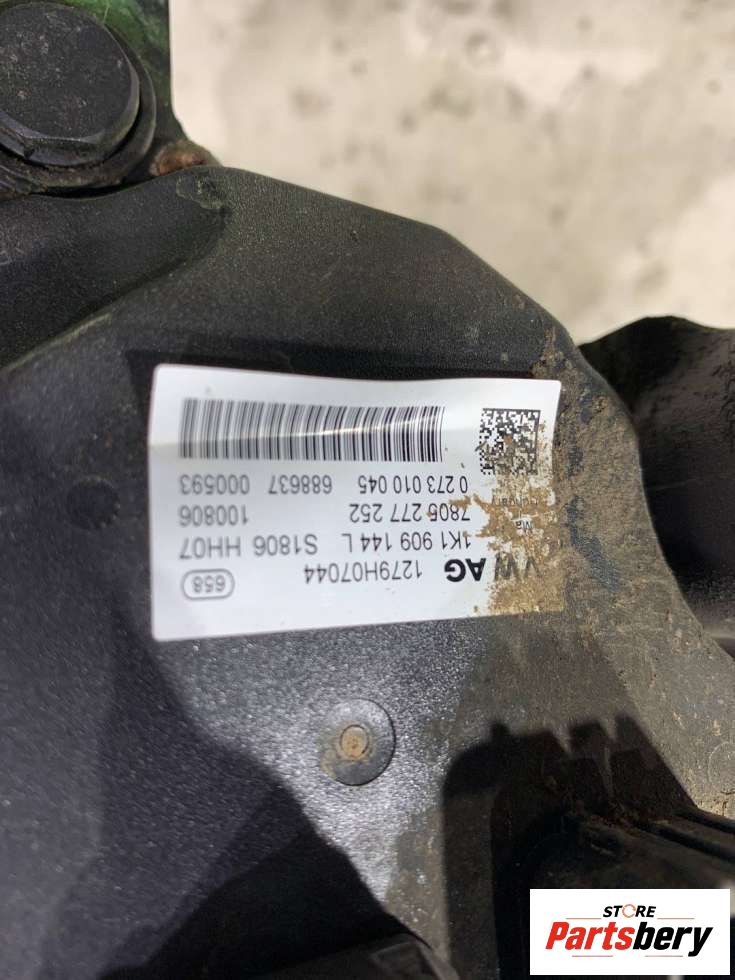 VW AG 1279H07044 658
1K1 909 144 L S1806 HH07
7805 277 252 100806
0 273 010 045 688637 000593
STORE
Partsbery